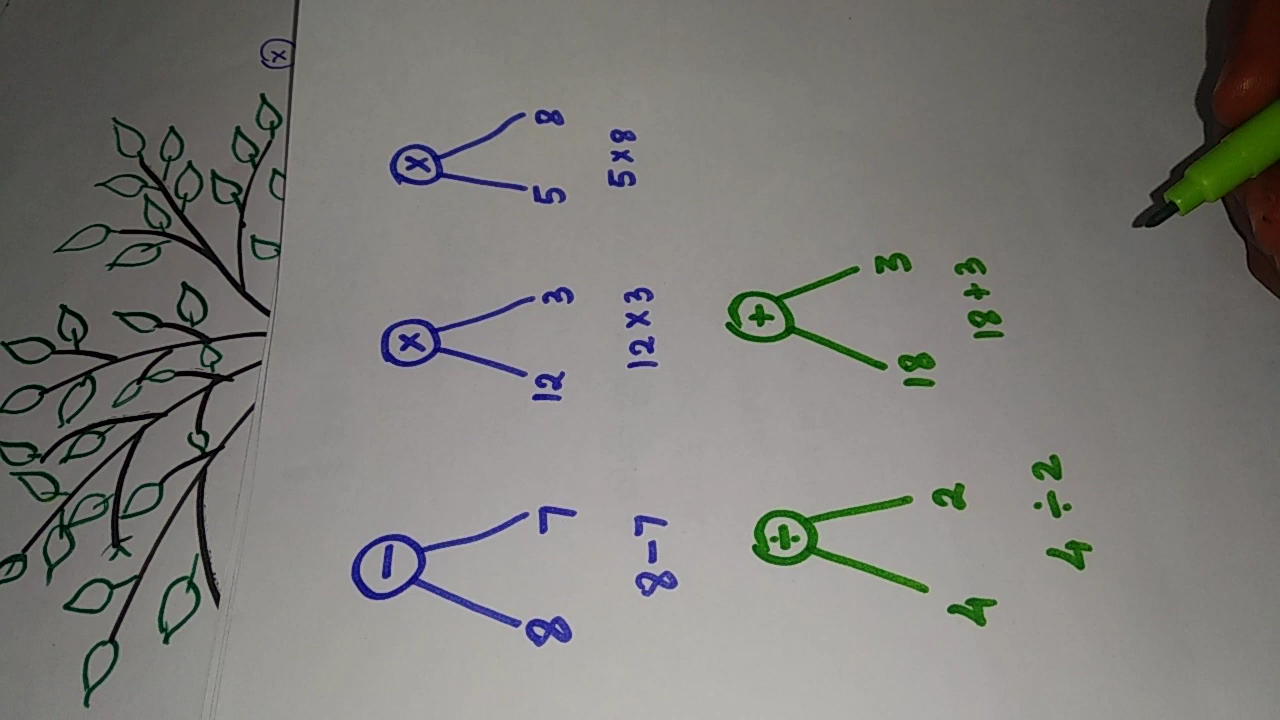 ×
− × ×
8 7 12 3 5 8
8-7 12×3 5×8
÷ +
4 2 18 3
4÷2 18+3